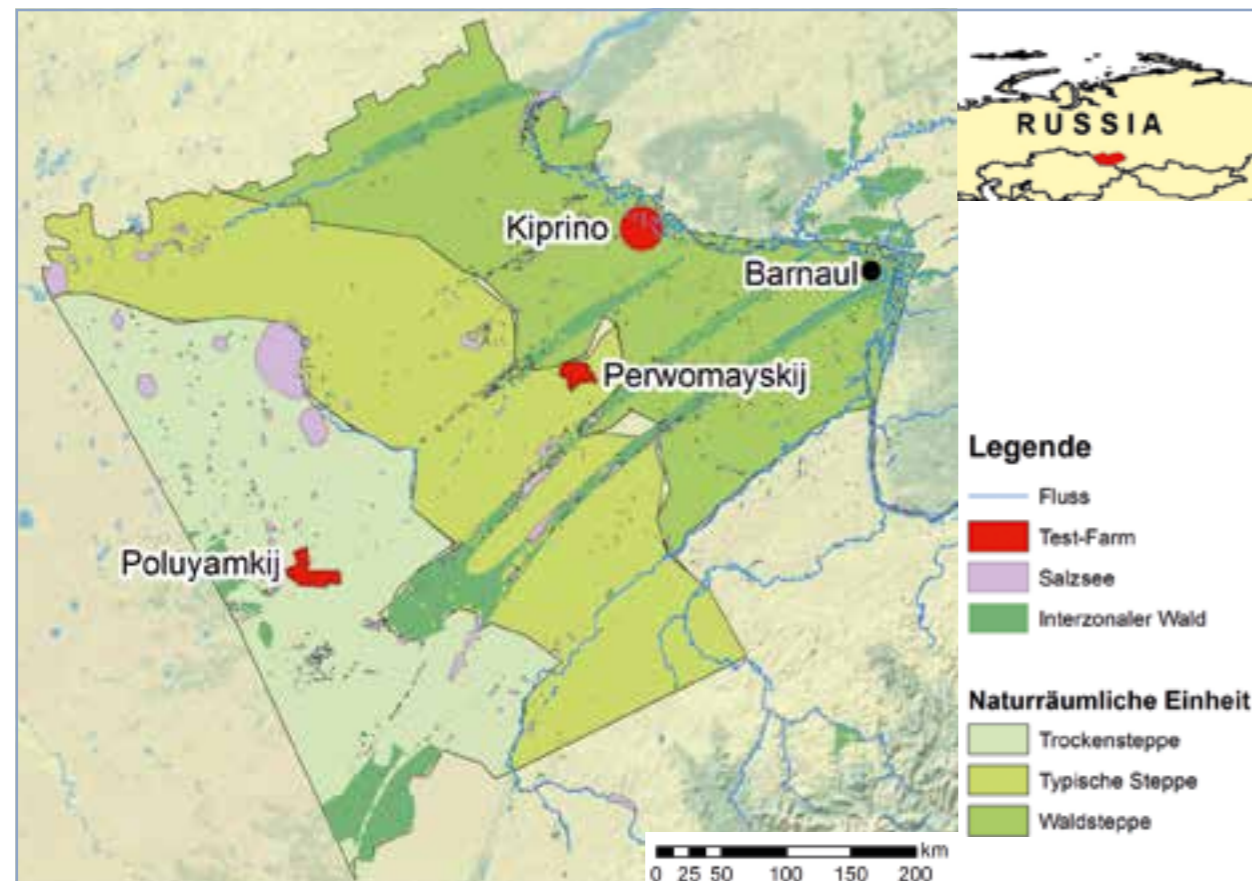 RUSSIA
Kiprino
Barnaul
Perwomayskij
Poluyamkij
Legende
Fluss
Test-Farm
Salzsee
Interzonaler Wald
Naturräumliche Einheit
Trockensteppe
Typische Steppe
Waldsteppe
km
0 25 50 100 150 200